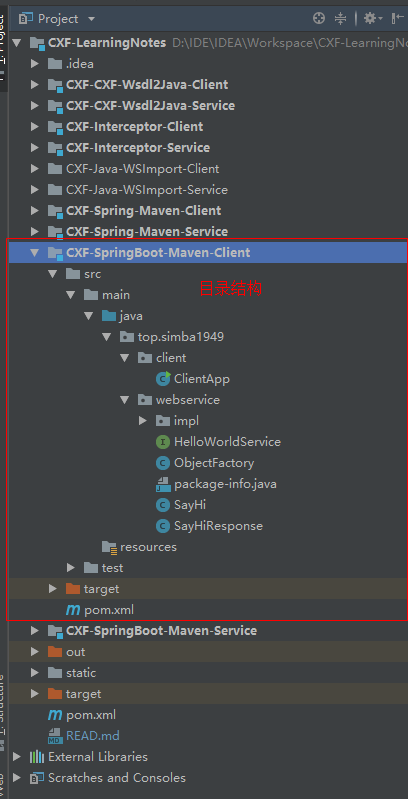 Project
1: Project
CXF-LearningNotes D:\IDE\IDEA\Workspace\CXF-LearningNo
.idea
CXF-CXF-Wsdl2Java-Client
CXF-CXF-Wsdl2Java-Service
CXF-Interceptor-Client
CXF-Interceptor-Service
CXF-Java-WSImport-Client
CXF-Java-WSImport-Service
CXF-Spring-Maven-Client
CXF-Spring-Maven-Service
CXF-SpringBoot-Maven-Client
src
目录结构
main
java
top.simba1949
client
ClientApp
webservice
impl
HelloWorldService
ObjectFactory
package-info.java
SayHi
SayHiResponse
resources
test
target
pom.xml
CXF-SpringBoot-Maven-Service
out
static
target
pom.xml
READ.md
External Libraries
Scratches and Consoles